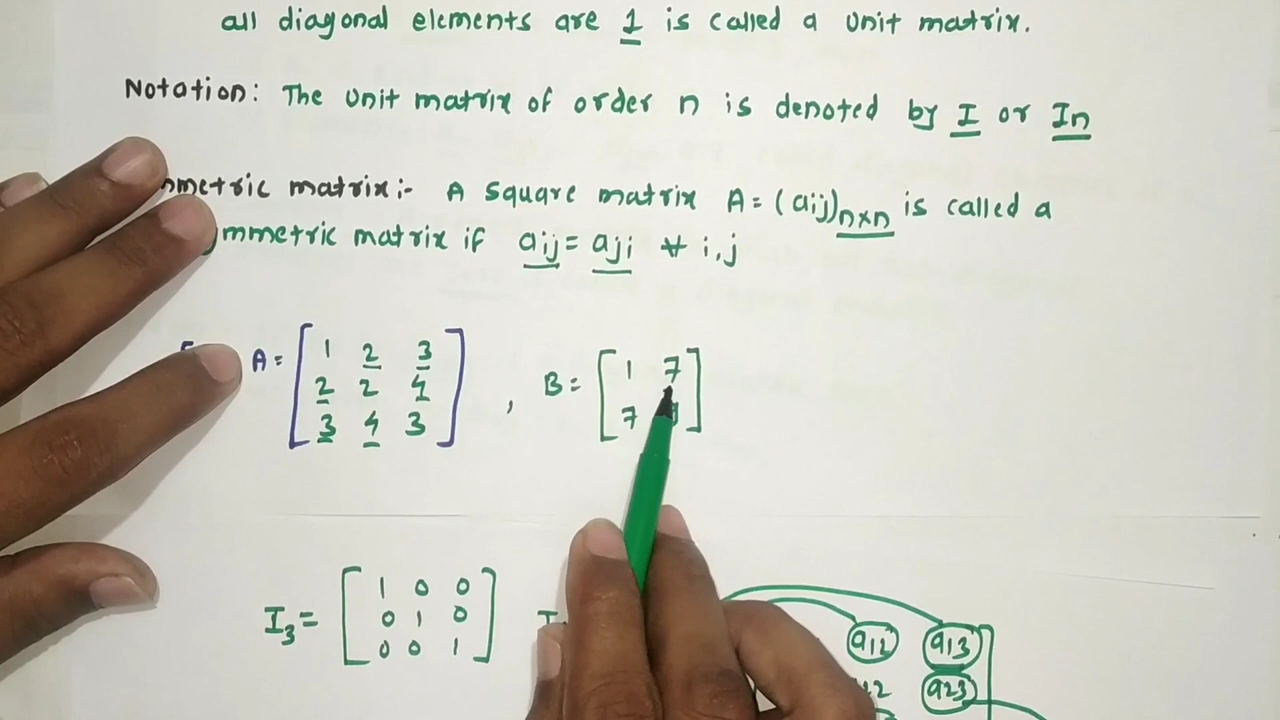 all diagonal elements are 1 is called a unit matrix.
Notation: The unit matrix of order n is denoted by I or In
mmetric matrix:- A square matrix A = (aij)n×n is called a
mmetric matrix if aij = aji ∀ i,j
A = [ 1 2 3
2 2 4
3 4 3 ] , B = [ 1 7
7
I3 = [ 1 0 0
0 1 0
0 0 1 ]
a12 a13
a23